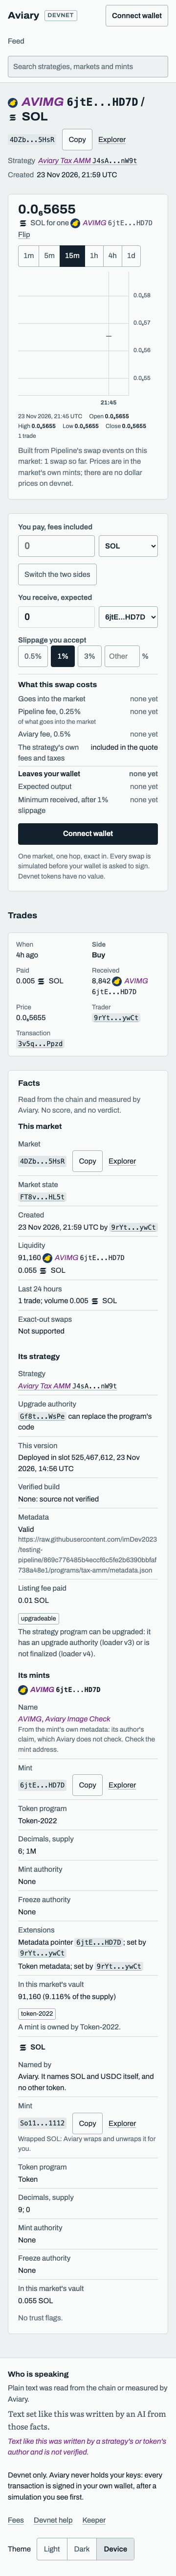 Aviary DEVNET Connect wallet
Feed
Search strategies, markets and mints
AVIMG 6jtE...HD7D /
SOL
4DZb...5HsR Copy Explorer
Strategy Aviary Tax AMM J4sA...nW9t
Created 23 Nov 2026, 21:59 UTC
0.0₆5655
SOL for one AVIMG 6jtE...HD7D
Flip
1m 5m 15m 1h 4h 1d
0.0₆58
0.0₆57
0.0₆56
0.0₆55
21:45
23 Nov 2026, 21:45 UTC Open 0.0₆5655
High 0.0₆5655 Low 0.0₆5655 Close 0.0₆5655
1 trade
Built from Pipeline's swap events on this
market: 1 swap so far. Prices are in the
market's own mints; there are no dollar
prices on devnet.
You pay, fees included
0 SOL
Switch the two sides
You receive, expected
0 6jtE...HD7D
Slippage you accept
0.5% 1% 3% Other %
What this swap costs
Goes into the market none yet
Pipeline fee, 0.25% none yet
of what goes into the market
Aviary fee, 0.5% none yet
The strategy's own included in the quote
fees and taxes
Leaves your wallet none yet
Expected output none yet
Minimum received, after 1% none yet
slippage
Connect wallet
One market, one hop, exact in. Every swap is
simulated before your wallet is asked to sign.
Devnet tokens have no value.
Trades
When Side
4h ago Buy
Paid Received
0.005 SOL 8,842 AVIMG
6jtE...HD7D
Price Trader
0.0₆5655 9rYt...ywCt
Transaction
3v5q...Ppzd
Facts
Read from the chain and measured by
Aviary. No score, and no verdict.
This market
Market
4DZb...5HsR Copy Explorer
Market state
FT8v...HL5t
Created
23 Nov 2026, 21:59 UTC by 9rYt...ywCt
Liquidity
91,160 AVIMG 6jtE...HD7D
0.055 SOL
Last 24 hours
1 trade; volume 0.005 SOL
Exact-out swaps
Not supported
Its strategy
Strategy
Aviary Tax AMM J4sA...nW9t
Upgrade authority
Gf8t...WsPe can replace the program's
code
This version
Deployed in slot 525,467,612, 23 Nov
2026, 14:56 UTC
Verified build
None: source not verified
Metadata
Valid
https://raw.githubusercontent.com/imDev2023
/testing-
pipeline/869c776485b4eccf6c5fe2b6390bbfaf
738a48e1/programs/tax-amm/metadata.json
Listing fee paid
0.01 SOL
upgradeable
The strategy program can be upgraded: it
has an upgrade authority (loader v3) or is
not finalized (loader v4).
Its mints
AVIMG 6jtE...HD7D
Name
AVIMG, Aviary Image Check
From the mint's own metadata: its author's
claim, which Aviary does not check. Check the
mint address.
Mint
6jtE...HD7D Copy Explorer
Token program
Token-2022
Decimals, supply
6; 1M
Mint authority
None
Freeze authority
None
Extensions
Metadata pointer 6jtE...HD7D; set by
9rYt...ywCt
Token metadata; set by 9rYt...ywCt
In this market's vault
91,160 (9.116% of the supply)
token-2022
A mint is owned by Token-2022.
SOL
Named by
Aviary. It names SOL and USDC itself, and
no other token.
Mint
So11...1112 Copy Explorer
Wrapped SOL: Aviary wraps and unwraps it for
you.
Token program
Token
Decimals, supply
9; 0
Mint authority
None
Freeze authority
None
In this market's vault
0.055 SOL
No trust flags.
Who is speaking
Plain text was read from the chain or measured by
Aviary.
Text set like this was written by an AI from
those facts.
Text like this was written by a strategy's or token's
author and is not verified.
Devnet only. Aviary never holds your keys: every
transaction is signed in your own wallet, after a
simulation you see first.
Fees Devnet help Keeper
Theme Light Dark Device